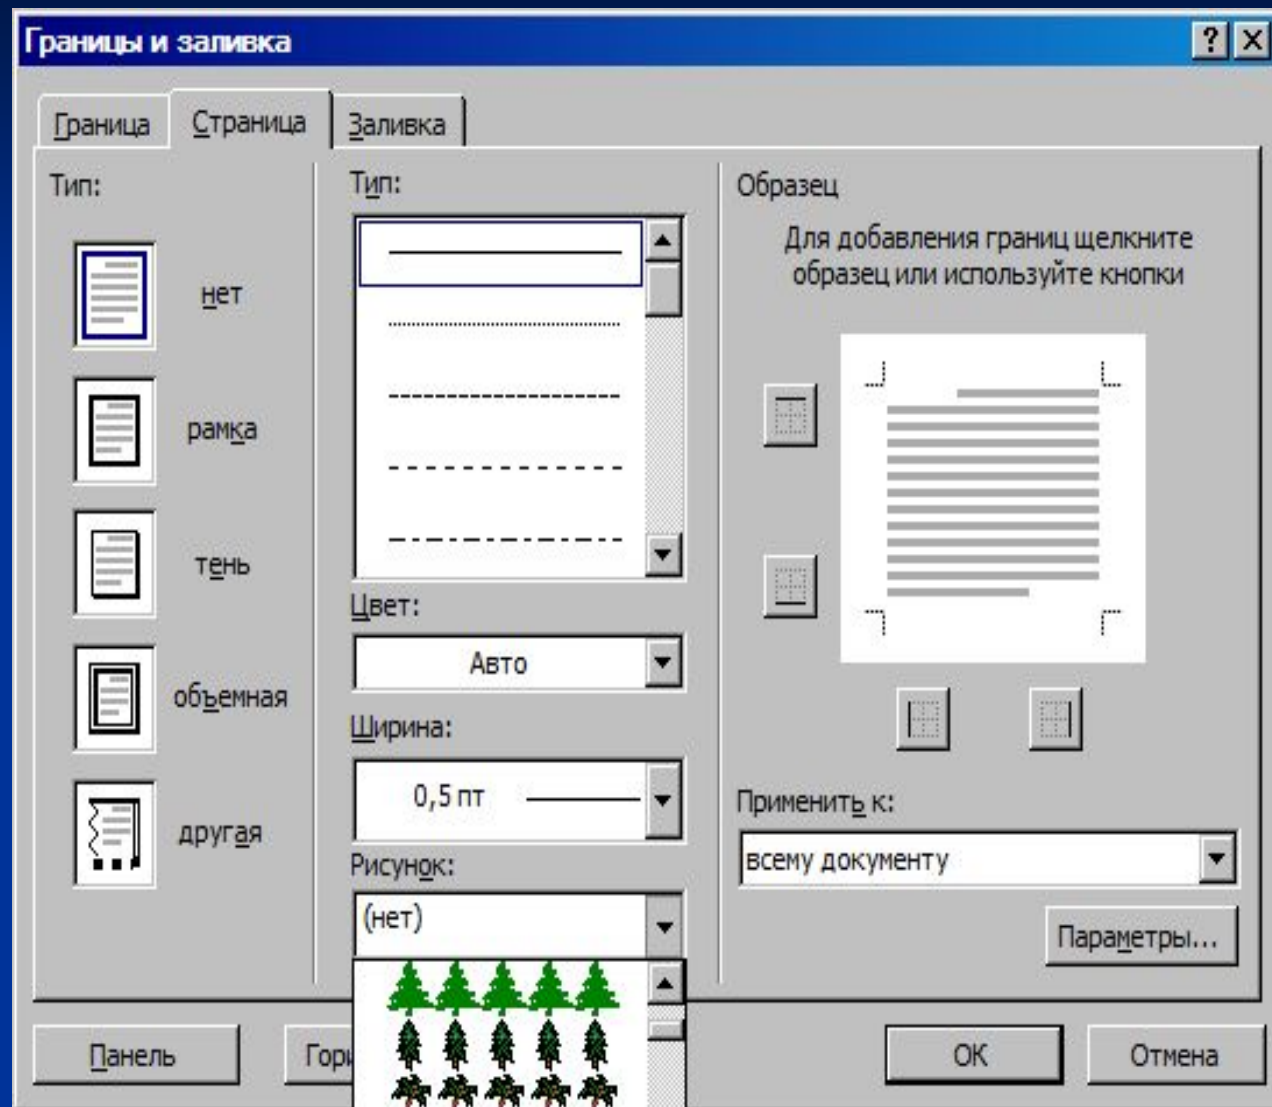 Границы и заливка
Граница Страница Заливка
Тип:
нет
рамка
тень
объемная
другая
Тип:
Цвет:
Авто
Ширина:
0,5 пт
Рисунок:
(нет)
Образец
Для добавления границ щелкните
образец или используйте кнопки
Применить к:
всему документу
Параметры...
Панель
ОК
Отмена